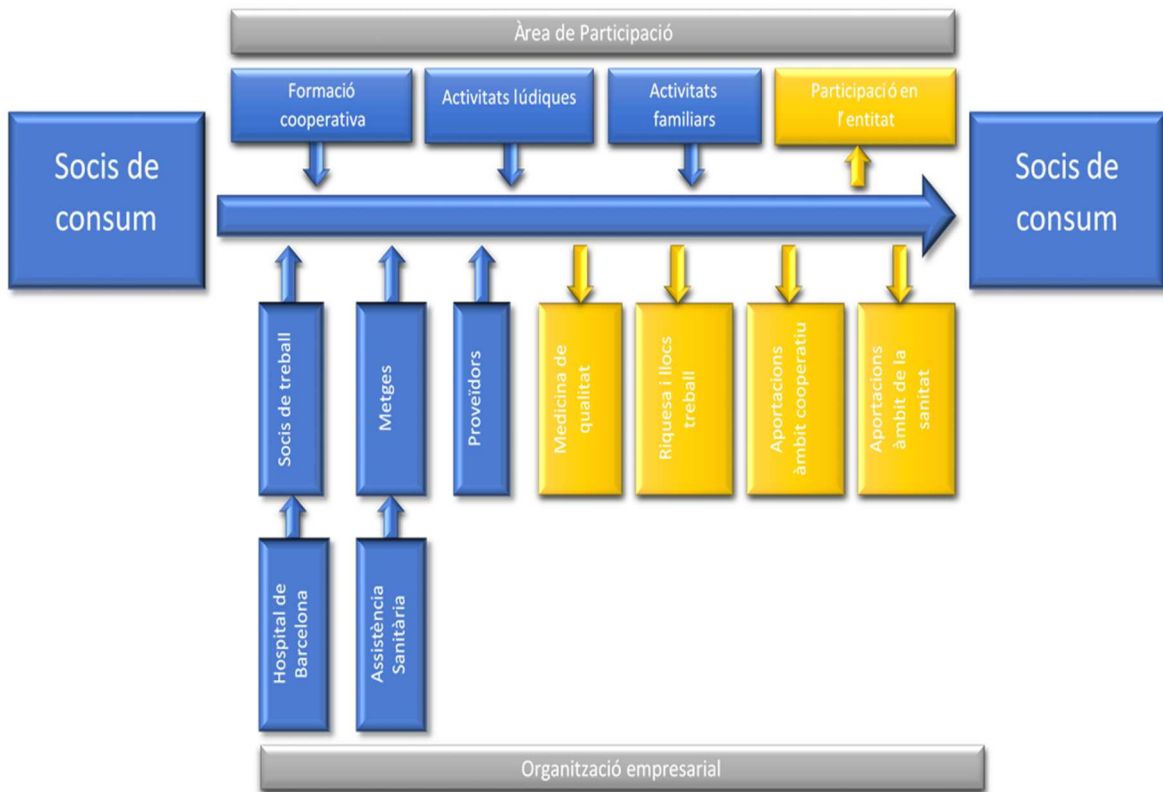 Àrea de Participació
Formació
cooperativa
Activitats lúdiques
Activitats
familiars
Participació en
l'entitat
Socis de
consum
Socis de
consum
Socis de treball
Metges
Proveïdors
Medicina de
qualitat
Riquesa i llocs
treball
Aportacions
àmbit cooperatiu
Aportacions
àmbit de la
sanitat
Hospital de
Barcelona
Assistència
Sanitària
Organització empresarial